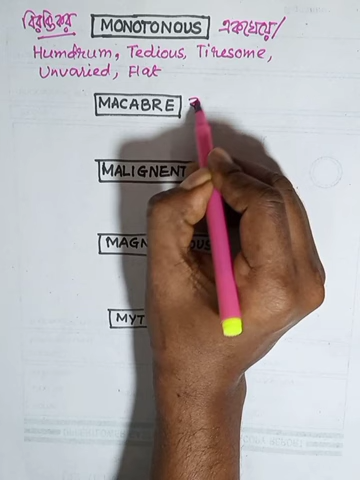 বিরক্তিকর MONOTONOUS একঘেয়ে/
Humdrum, Tedious, Tiresome,
Unvaried, Flat
MACABRE
MALIGNENT